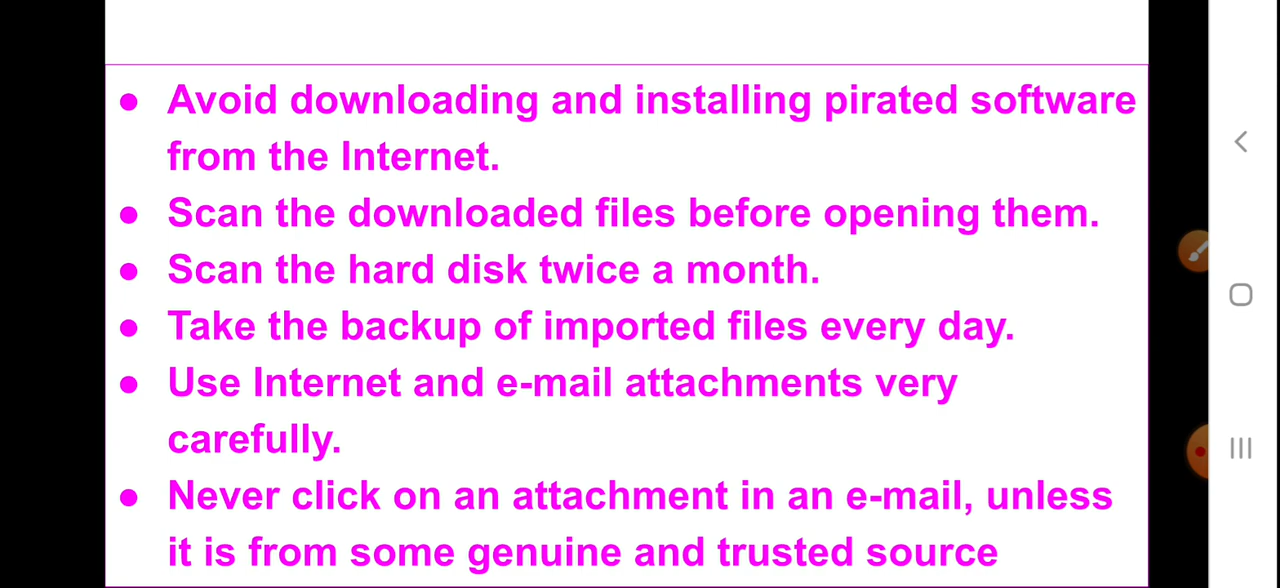 ● Avoid downloading and installing pirated software
from the Internet.
● Scan the downloaded files before opening them.
● Scan the hard disk twice a month.
● Take the backup of imported files every day.
● Use Internet and e-mail attachments very
carefully.
● Never click on an attachment in an e-mail, unless
it is from some genuine and trusted source